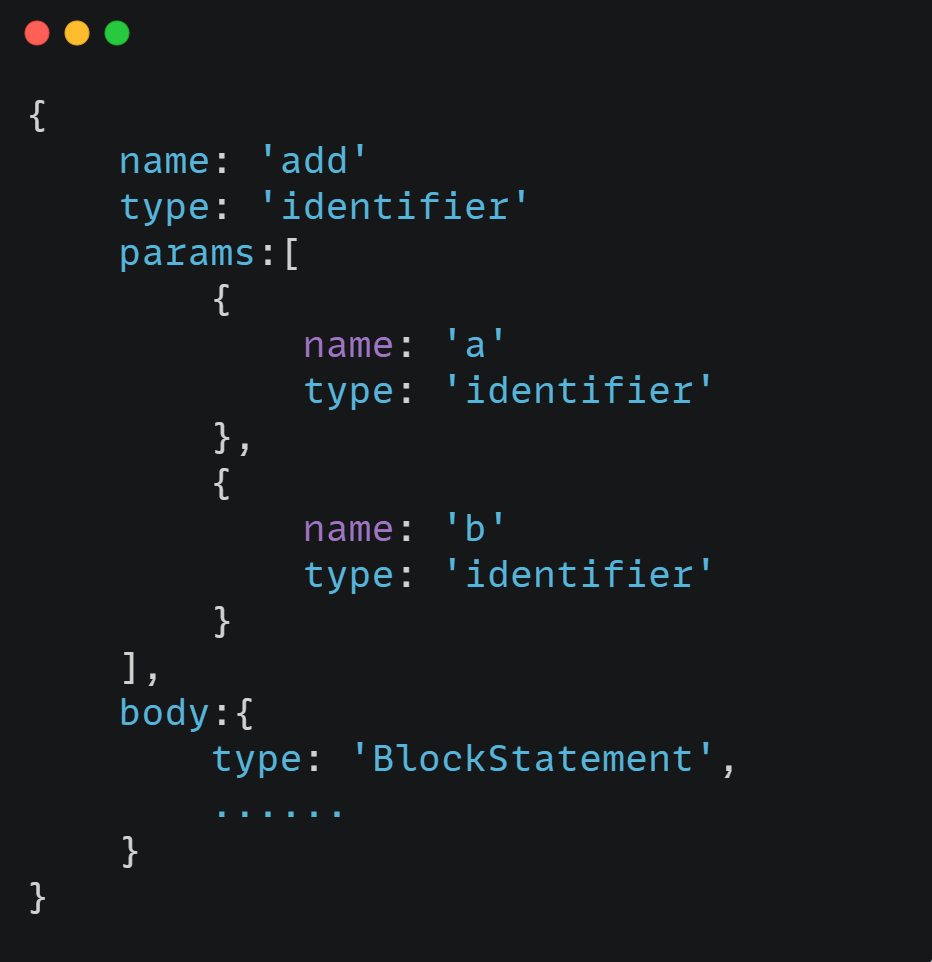 {
    name: 'add'
    type: 'identifier'
    params:[
        {
            name: 'a'
            type: 'identifier'
        },
        {
            name: 'b'
            type: 'identifier'
        }
    ],
    body:{
        type: 'BlockStatement',
        ......
    }
}